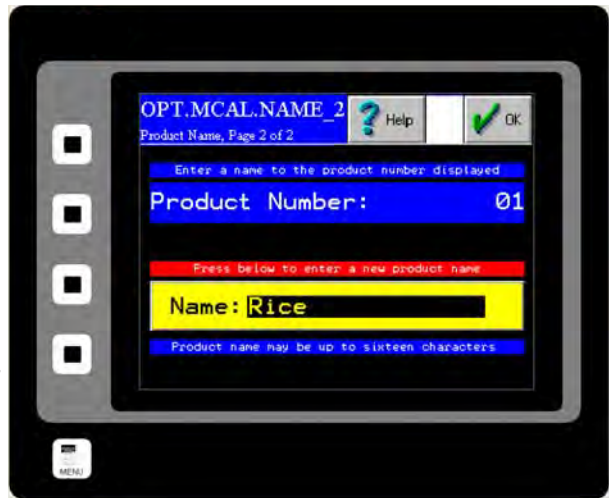 OPT.MCAL.NAME_2
Product Name, Page 2 of 2
Help
OK
Enter a name to the product number displayed
Product Number: 01
Press below to enter a new product name
Name: Rice
Product name may be up to sixteen characters
MENU